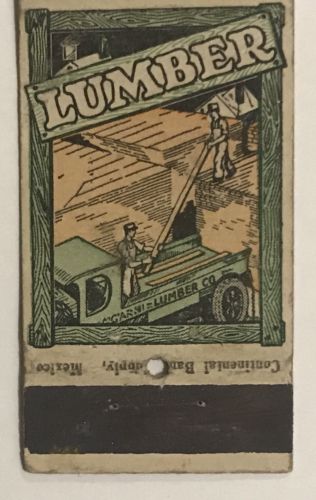 LUMBER
LUMBER CO
Continental Bank Supply, Mexico